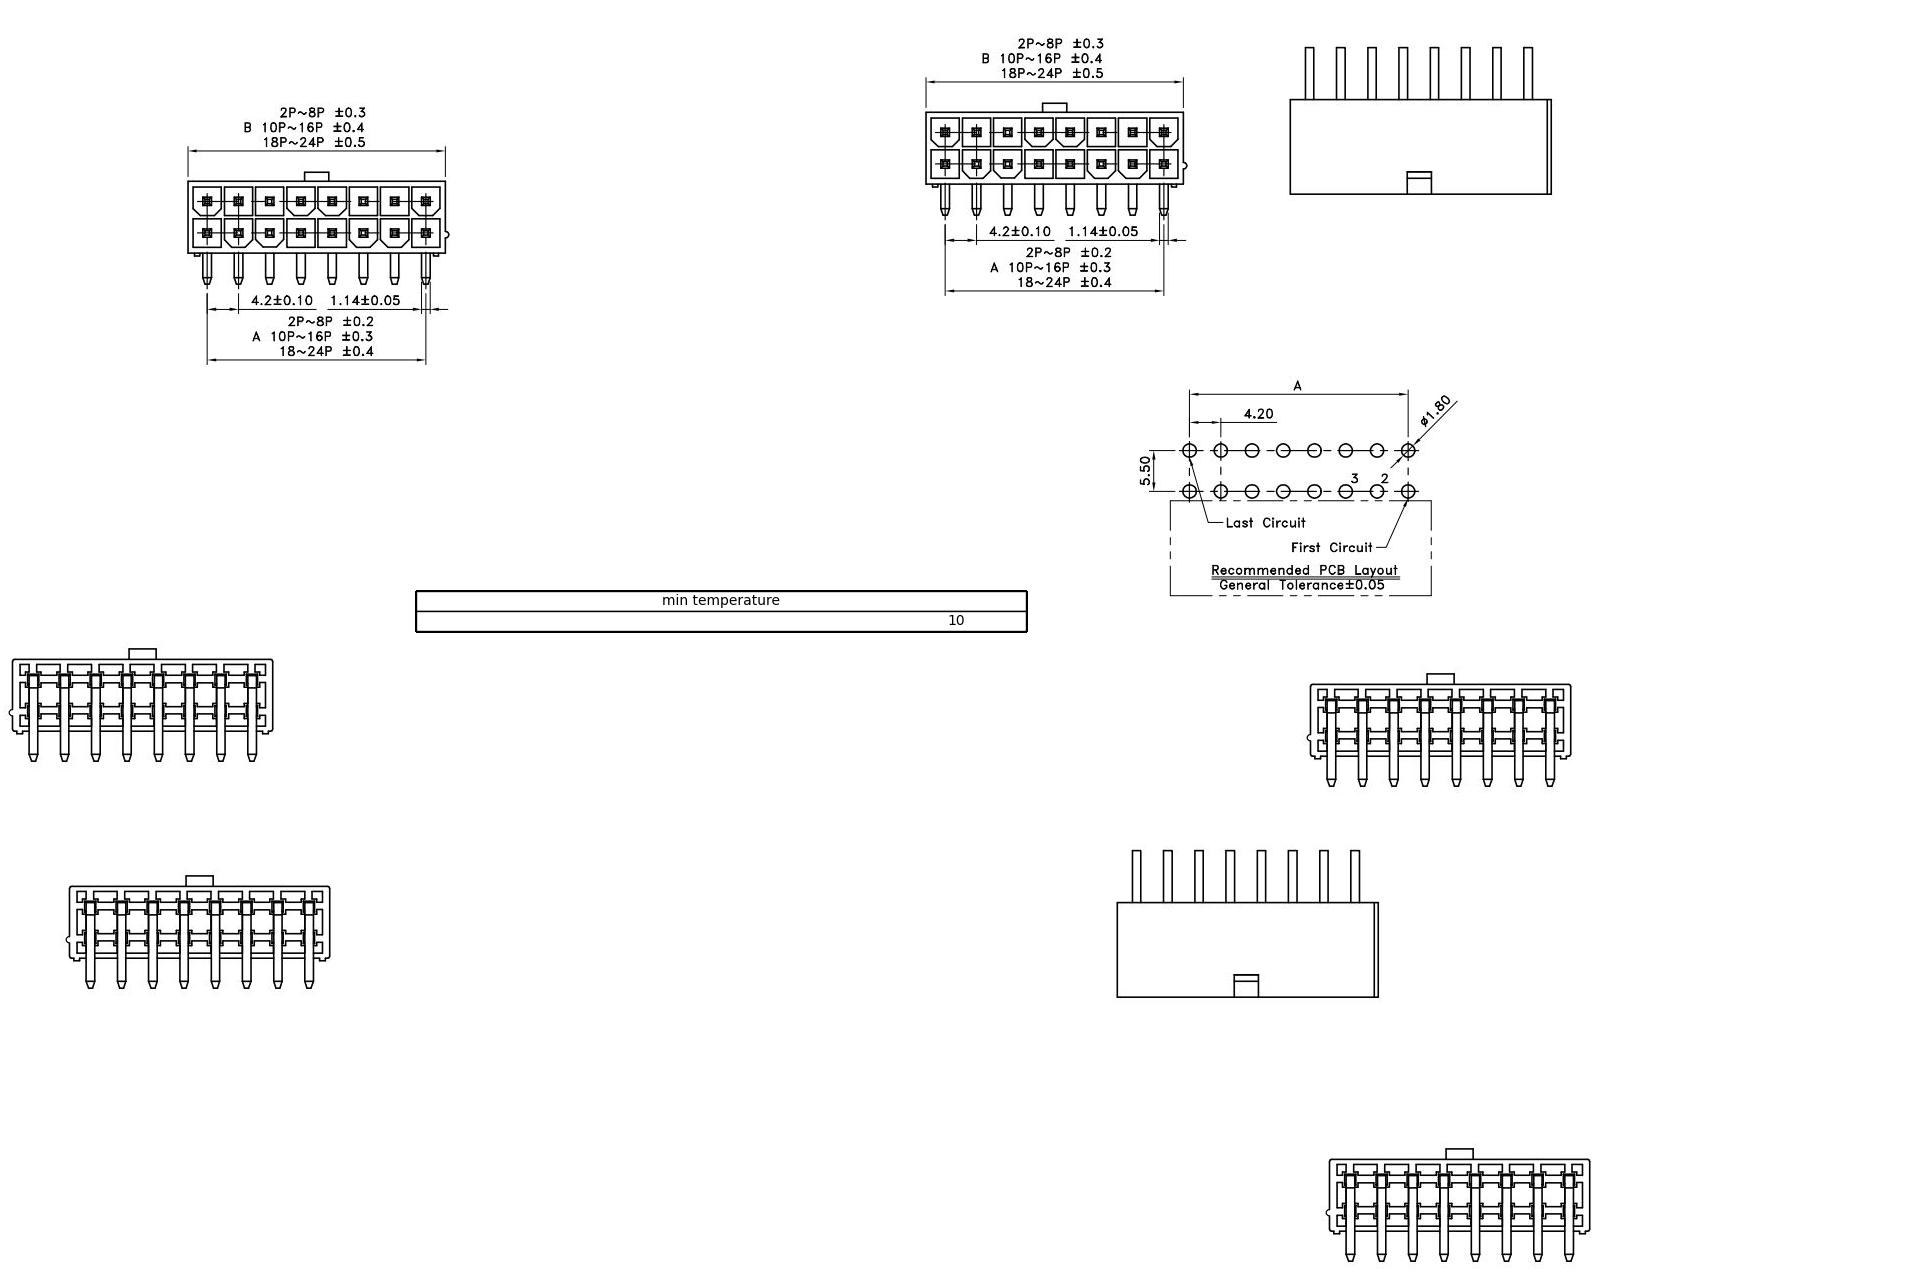 2P~8P ±0.3
B 10P~16P ±0.4
18P~24P ±0.5
4.2±0.10 1.14±0.05
2P~8P ±0.2
A 10P~16P ±0.3
18~24P ±0.4
2P~8P ±0.3
B 10P~16P ±0.4
18P~24P ±0.5
4.2±0.10 1.14±0.05
2P~8P ±0.2
A 10P~16P ±0.3
18~24P ±0.4
A
4.20
ø1.80
5.50
3 2
Last Circuit
First Circuit
Recommended PCB Layout
General Tolerance±0.05
min temperature
10